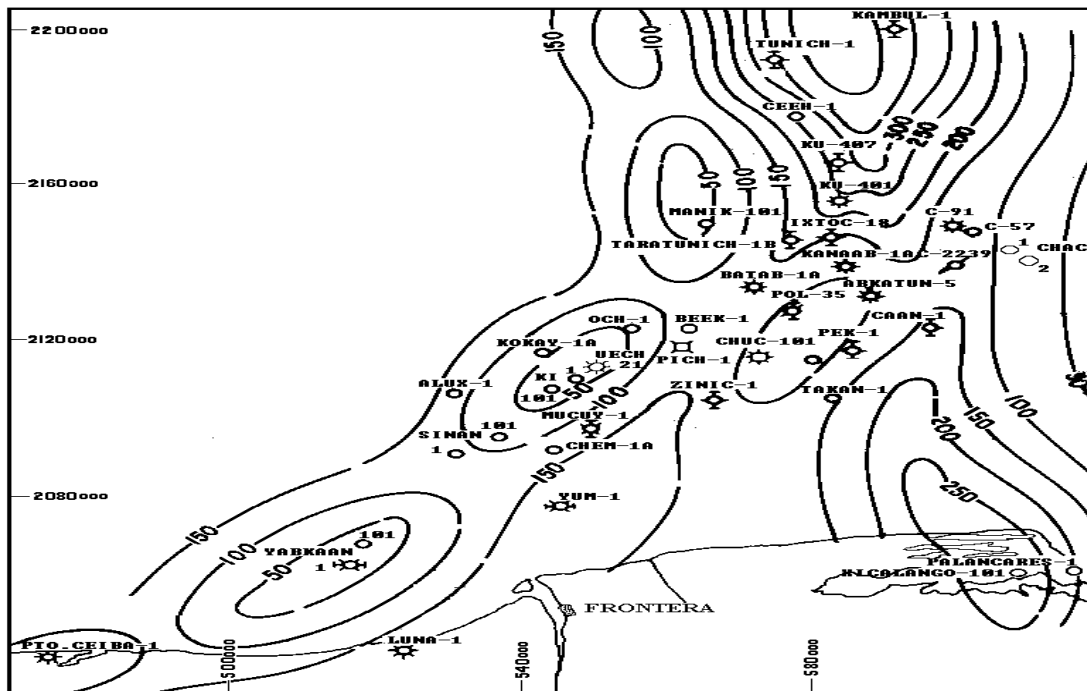 KAMBUL-1
2200000
150
100
TUNICH-1
CEEH-1
300
250
200
KU-407
2160000
50
100
150
KU-401
MANIK-101
IXTOC-18
C-91
C-57
TARATUNICH-1B
1
CHAC
KANAAB-1A
C-2239
2
BATAB-1A
ABKATUN-5
POL-35
OCH-1
BEEK-1
CAAN-1
2120000
KOKAY-1A
UECH
PICH-1
CHUC-101
PEK-1
21
KI
1
ALUX-1
101
50
100
ZINIC-1
TAKAN-1
100
150
MUCUY-1
200
SINAN
101
1
CHEM-1A
150
250
2080000
YUM-1
150
101
100
YABKAAN
1
50
PALANCARES-1
XICALANGO-101
FRONTERA
PTO.CEIBA-1
LUNA-1
500000
540000
580000